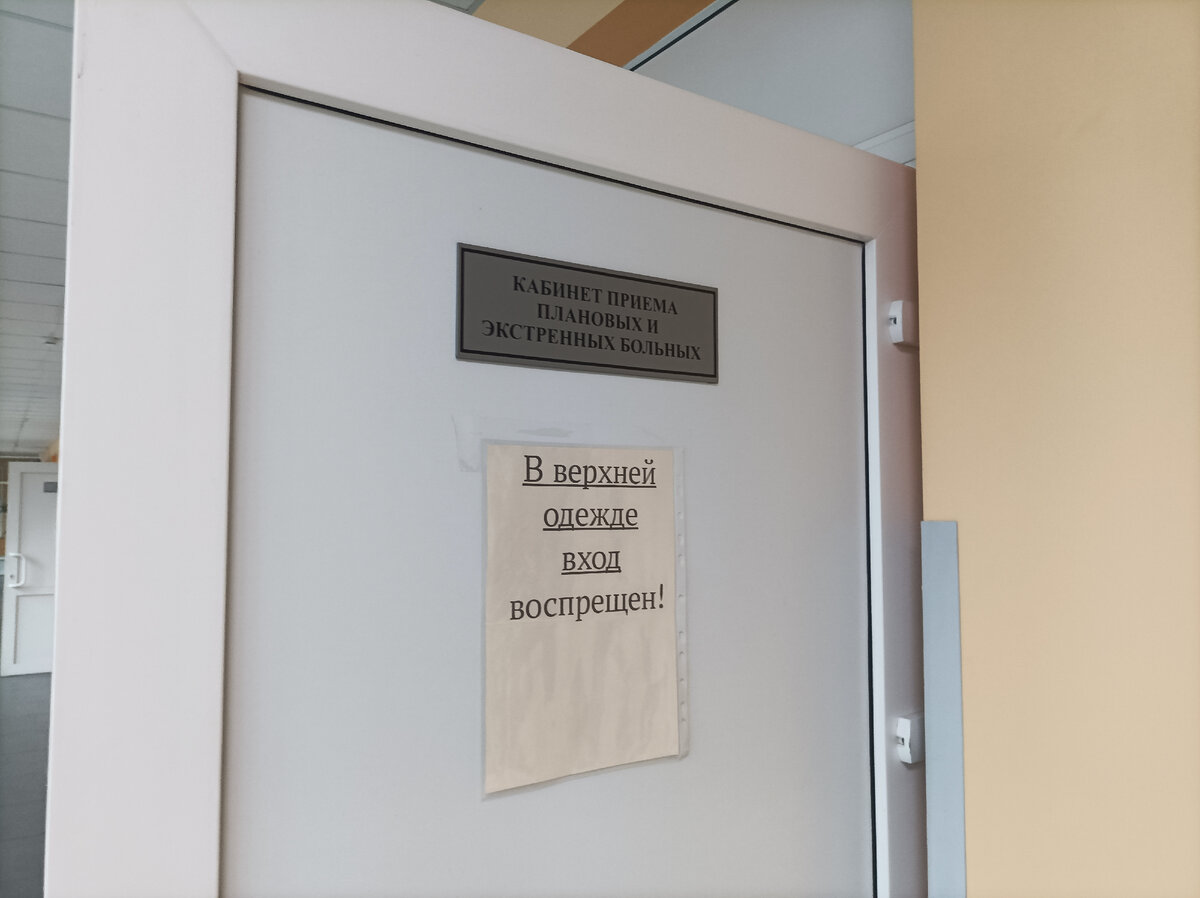 КАБИНЕТ ПРИЕМА
ПЛАНОВЫХ И
ЭКСТРЕННЫХ БОЛЬНЫХ
В верхней
одежде
вход
воспрещен!